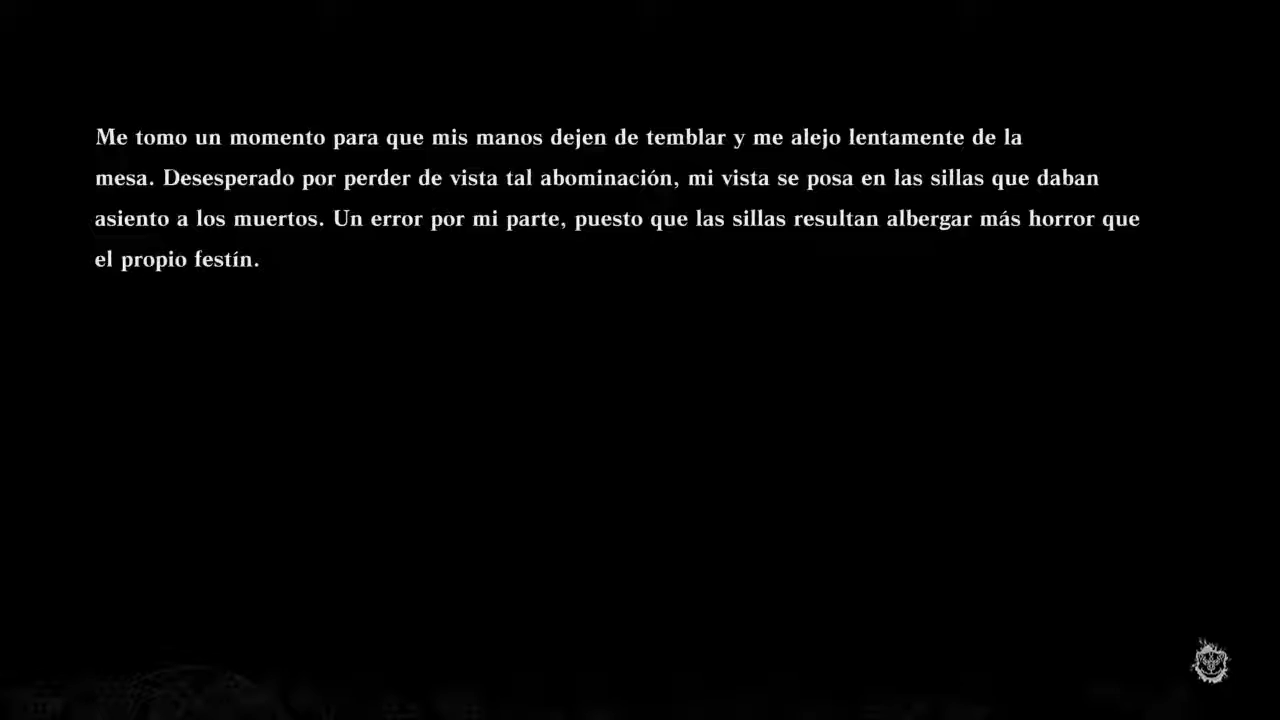 Me tomo un momento para que mis manos dejen de temblar y me alejo lentamente de la
mesa. Desesperado por perder de vista tal abominación, mi vista se posa en las sillas que daban
asiento a los muertos. Un error por mi parte, puesto que las sillas resultan albergar más horror que
el propio festín.